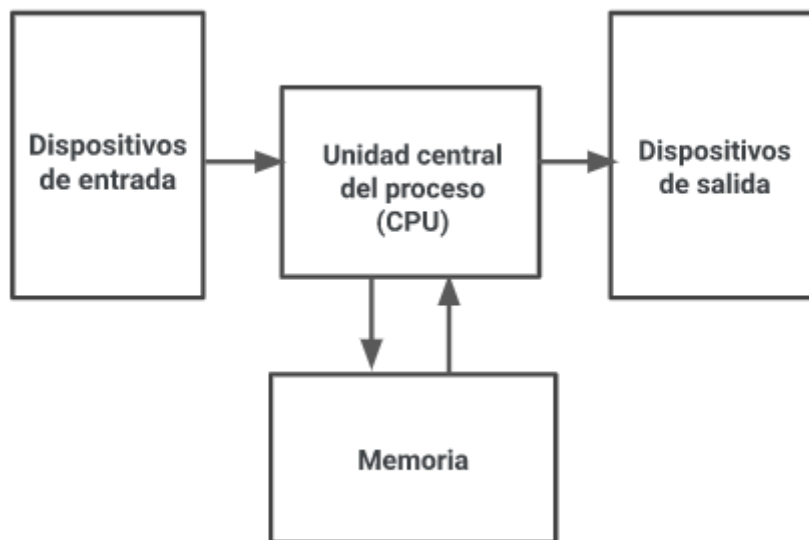 Dispositivos
de entrada
Unidad central
del proceso
(CPU)
Dispositivos
de salida
Memoria